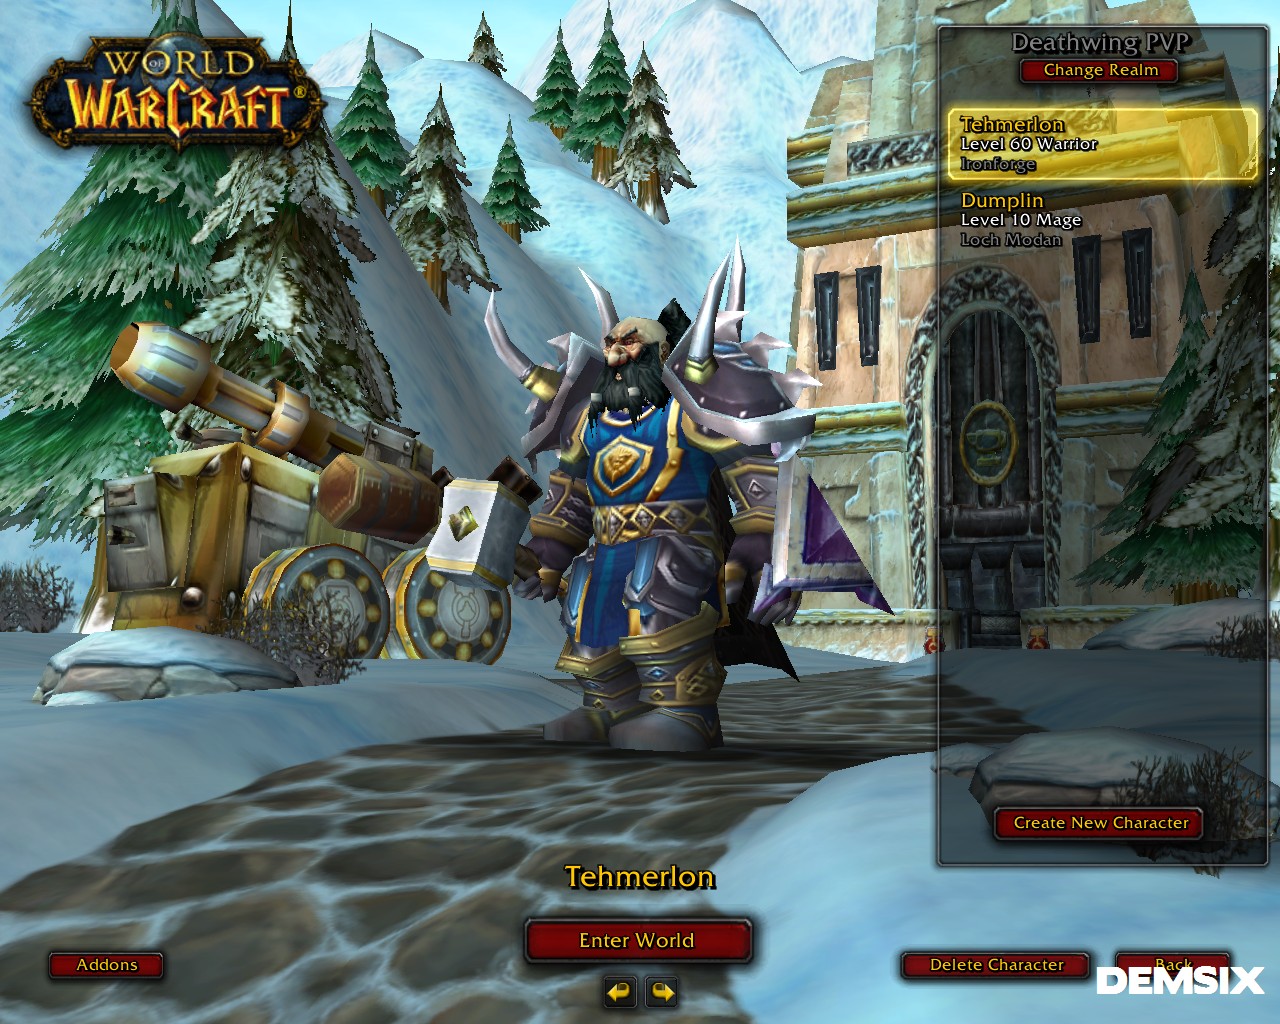 WORLD
OF
WARCRAFT®
Deathwing PVP
Change Realm
Tehmerlon
Level 60 Warrior
Ironforge
Dumplin
Level 10 Mage
Loch Modan
Create New Character
Tehmerlon
Enter World
Addons
Delete Character
Back
DEMSIX